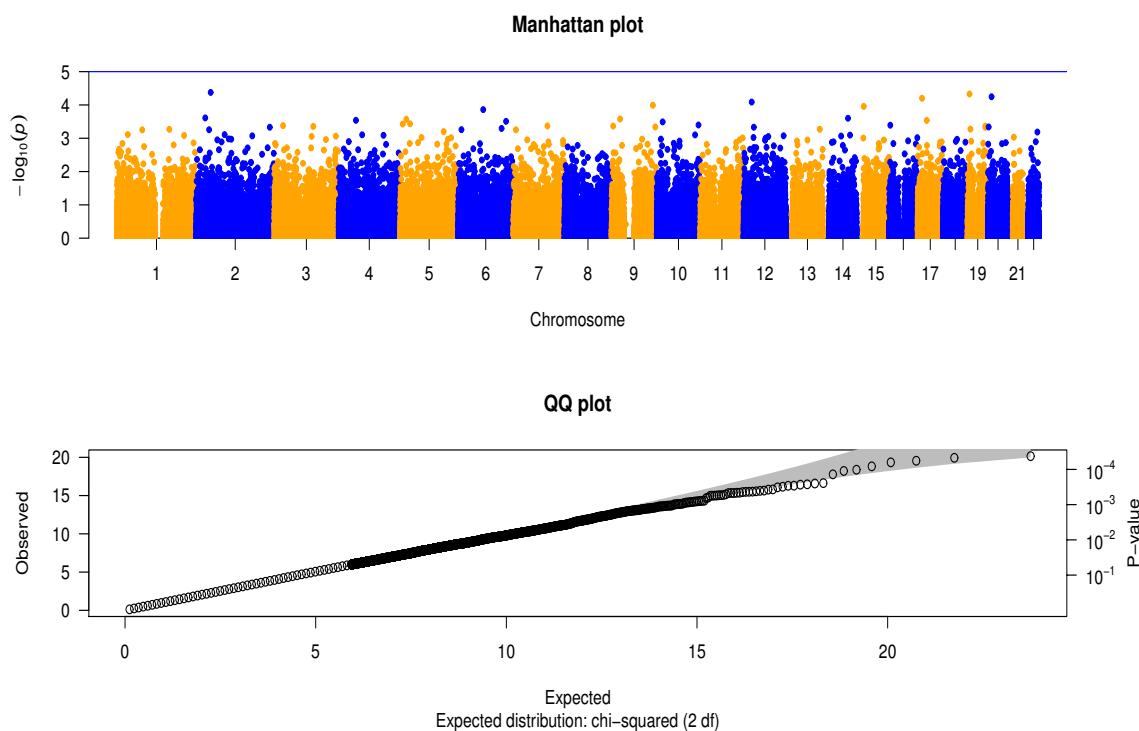 Manhattan plot
5
4
3
2
1
0
−log10(p)
1 2 3 4 5 6 7 8 9 10 11 12 13 14 15 17 19 21
Chromosome
QQ plot
20
15
10
5
0
Observed
10−4
10−3
10−2
10−1
P−value
0 5 10 15 20
Expected
Expected distribution: chi−squared (2 df)